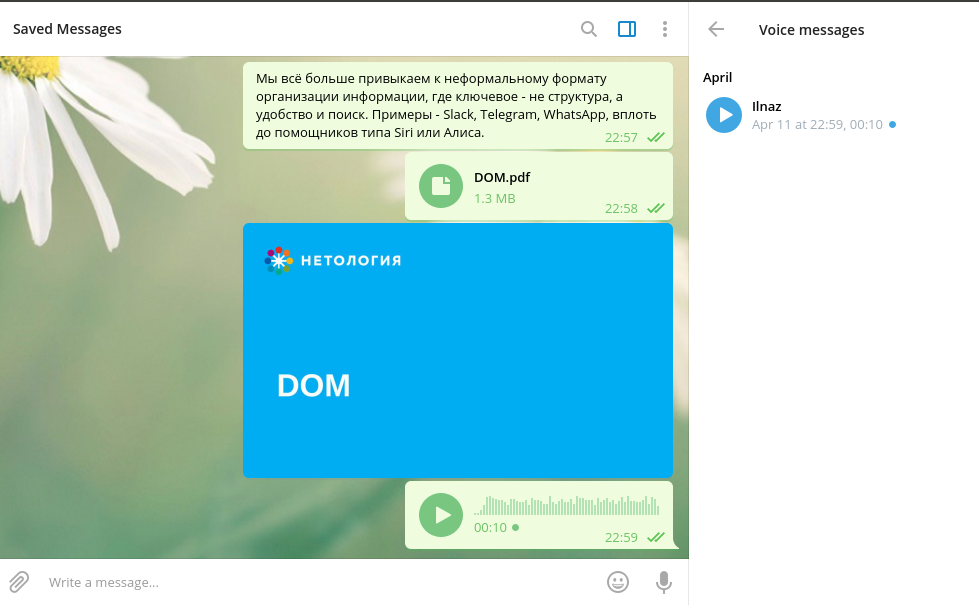 Saved Messages
Мы всё больше привыкаем к неформальному формату
организации информации, где ключевое - не структура, а
удобство и поиск. Примеры - Slack, Telegram, WhatsApp, вплоть
до помощников типа Siri или Алиса.
22:57
DOM.pdf
1.3 MB
22:58
НЕТОЛОГИЯ
DOM
00:10
22:59
Write a message...
Voice messages
April
Ilnaz
Apr 11 at 22:59, 00:10